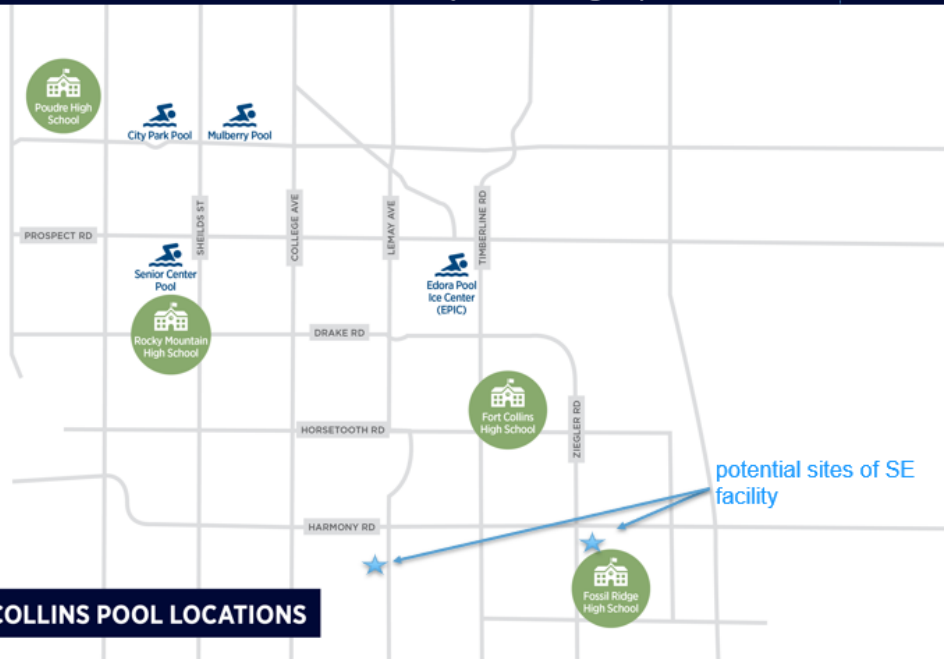 Poudre High
School
City Park Pool
Mulberry Pool
PROSPECT RD
SHEILDS ST
COLLEGE AVE
LEMAY AVE
TIMBERLINE RD
Senior Center
Pool
Edora Pool
Ice Center
(EPIC)
Rocky Mountain
High School
DRAKE RD
Fort Collins
High School
HORSETOOTH RD
ZIEGLER RD
potential sites of SE
facility
HARMONY RD
Fossil Ridge
High School
COLLINS POOL LOCATIONS